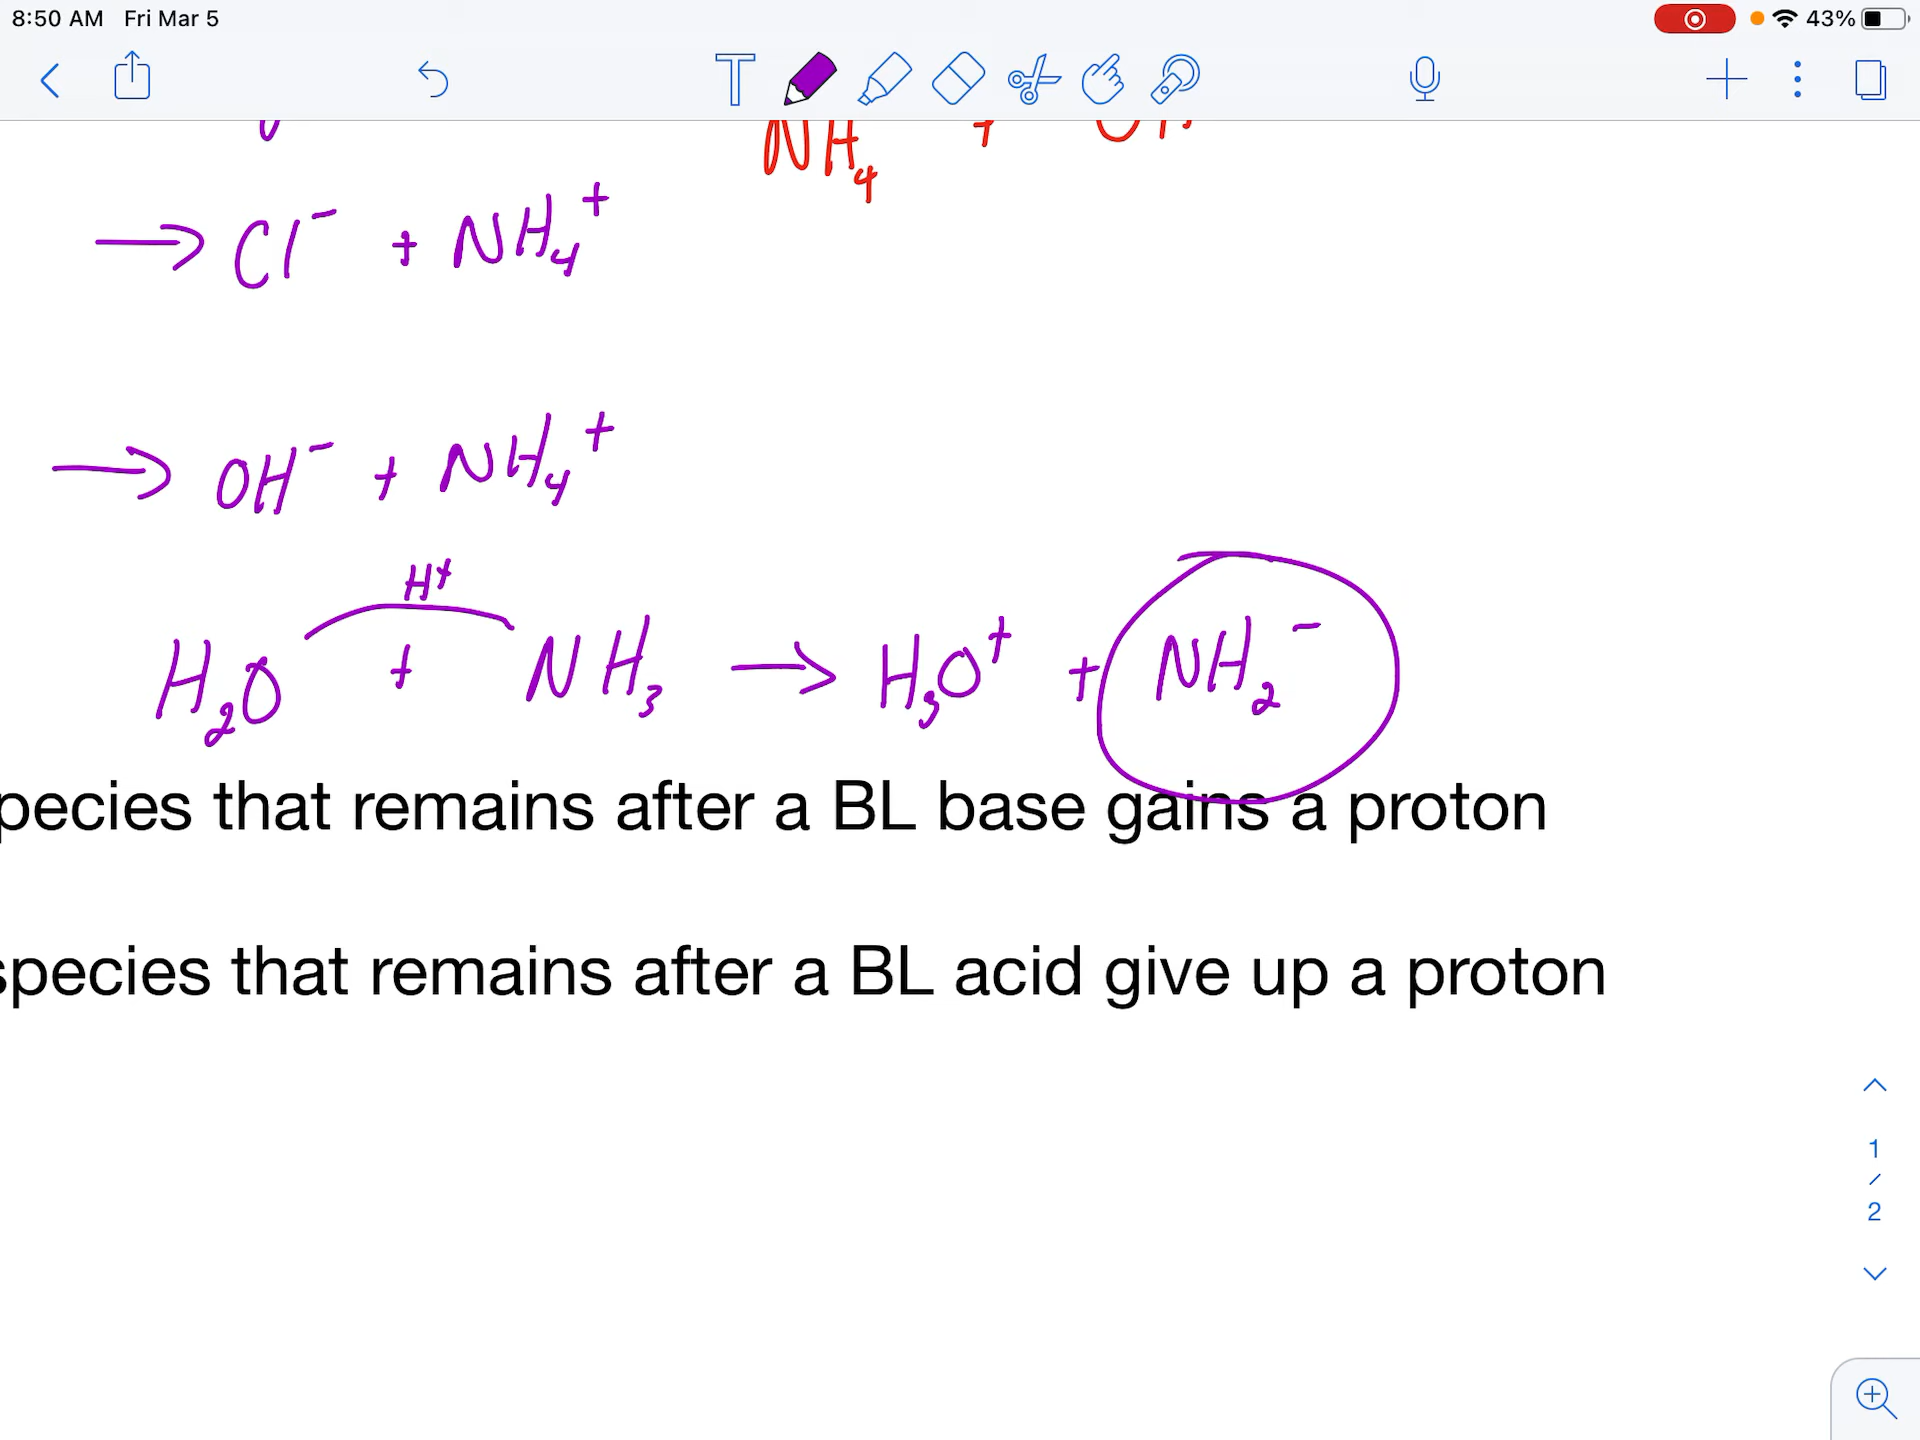 8:50 AM Fri Mar 5 43%
T
NH4 +
→ Cl⁻ + NH4⁺
→ OH⁻ + NH4⁺
H⁺
H2O + NH3 → H3O⁺ + NH2⁻
pecies that remains after a BL base gains a proton
species that remains after a BL acid give up a proton
1
/
2